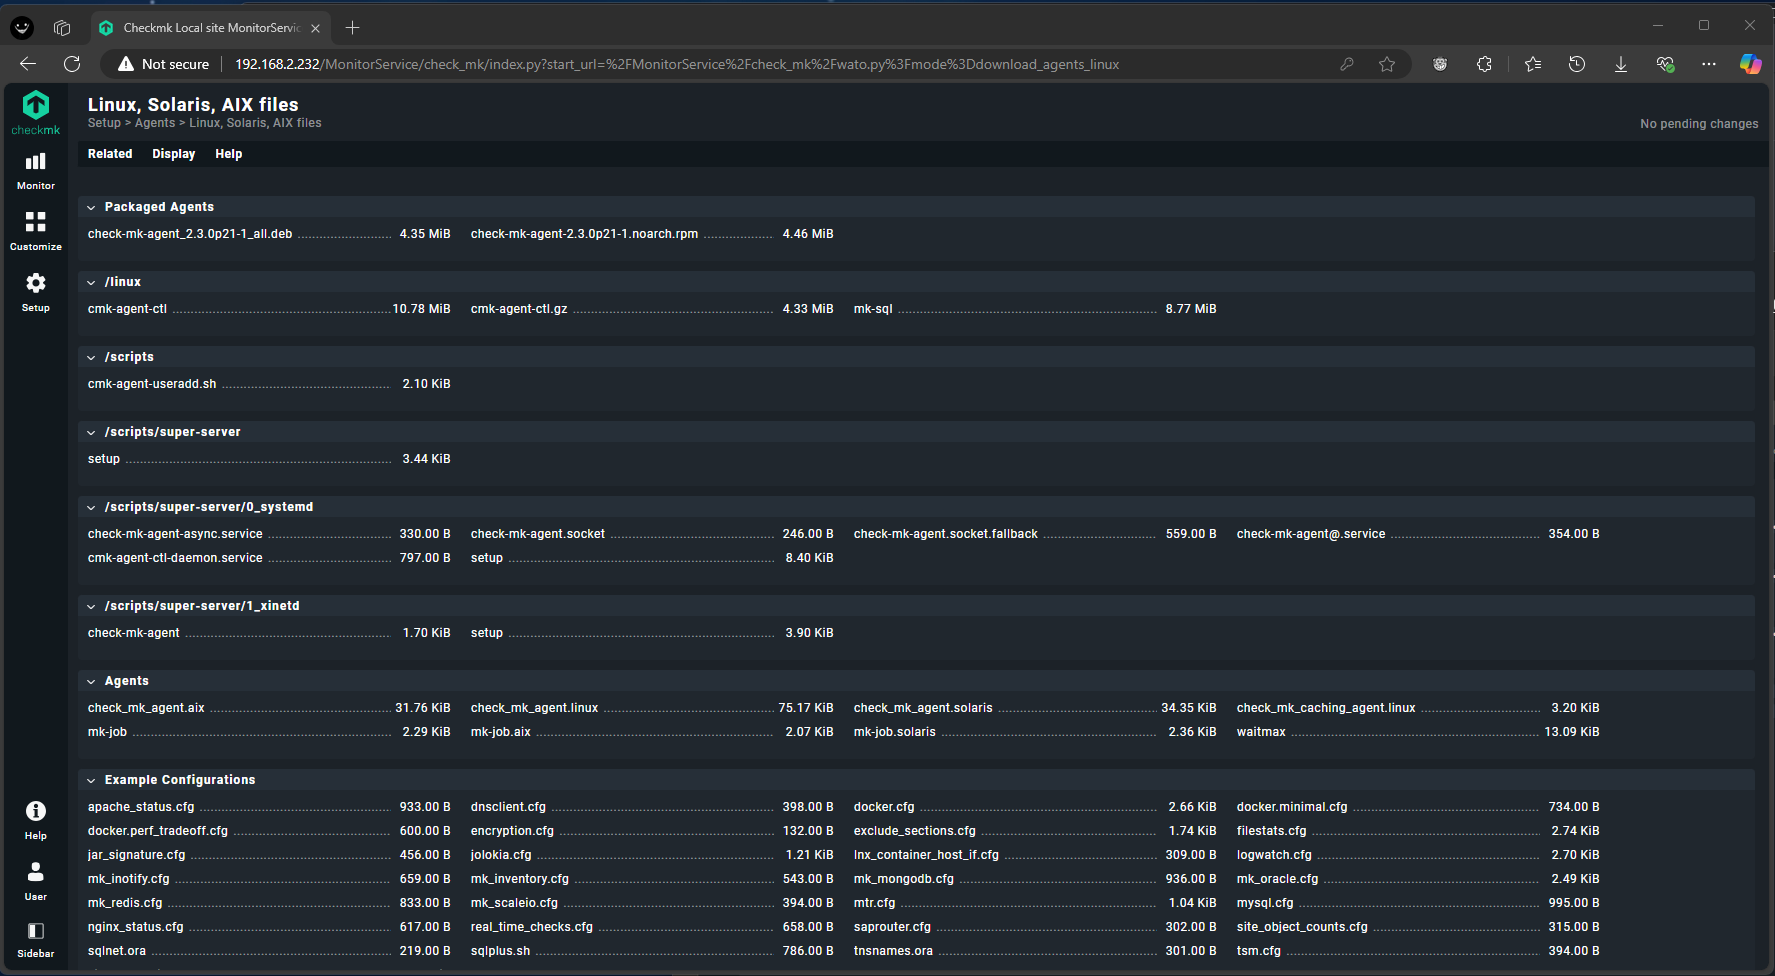 Checkmk Local site MonitorServic
Not secure 192.168.2.232/MonitorService/check_mk/index.py?start_url=%2FMonitorService%2Fcheck_mk%2Fwato.py%3Fmode%3Ddownload_agents_linux
checkmk
Monitor
Customize
Setup
Help
User
Sidebar
Linux, Solaris, AIX files
Setup > Agents > Linux, Solaris, AIX files
No pending changes
Related Display Help
Packaged Agents
check-mk-agent_2.3.0p21-1_all.deb 4.35 MiB check-mk-agent-2.3.0p21-1.noarch.rpm 4.46 MiB
/linux
cmk-agent-ctl 10.78 MiB cmk-agent-ctl.gz 4.33 MiB mk-sql 8.77 MiB
/scripts
cmk-agent-useradd.sh 2.10 KiB
/scripts/super-server
setup 3.44 KiB
/scripts/super-server/0_systemd
check-mk-agent-async.service 330.00 B check-mk-agent.socket 246.00 B check-mk-agent.socket.fallback 559.00 B check-mk-agent@.service 354.00 B
cmk-agent-ctl-daemon.service 797.00 B setup 8.40 KiB
/scripts/super-server/1_xinetd
check-mk-agent 1.70 KiB setup 3.90 KiB
Agents
check_mk_agent.aix 31.76 KiB check_mk_agent.linux 75.17 KiB check_mk_agent.solaris 34.35 KiB check_mk_caching_agent.linux 3.20 KiB
mk-job 2.29 KiB mk-job.aix 2.07 KiB mk-job.solaris 2.36 KiB waitmax 13.09 KiB
Example Configurations
apache_status.cfg 933.00 B dnsclient.cfg 398.00 B docker.cfg 2.66 KiB docker.minimal.cfg 734.00 B
docker.perf_tradeoff.cfg 600.00 B encryption.cfg 132.00 B exclude_sections.cfg 1.74 KiB filestats.cfg 2.74 KiB
jar_signature.cfg 456.00 B jolokia.cfg 1.21 KiB lnx_container_host_if.cfg 309.00 B logwatch.cfg 2.70 KiB
mk_inotify.cfg 659.00 B mk_inventory.cfg 543.00 B mk_mongodb.cfg 936.00 B mk_oracle.cfg 2.49 KiB
mk_redis.cfg 833.00 B mk_scaleio.cfg 394.00 B mtr.cfg 1.04 KiB mysql.cfg 995.00 B
nginx_status.cfg 617.00 B real_time_checks.cfg 658.00 B saprouter.cfg 302.00 B site_object_counts.cfg 315.00 B
sqlnet.ora 219.00 B sqlplus.sh 786.00 B tnsnames.ora 301.00 B tsm.cfg 394.00 B